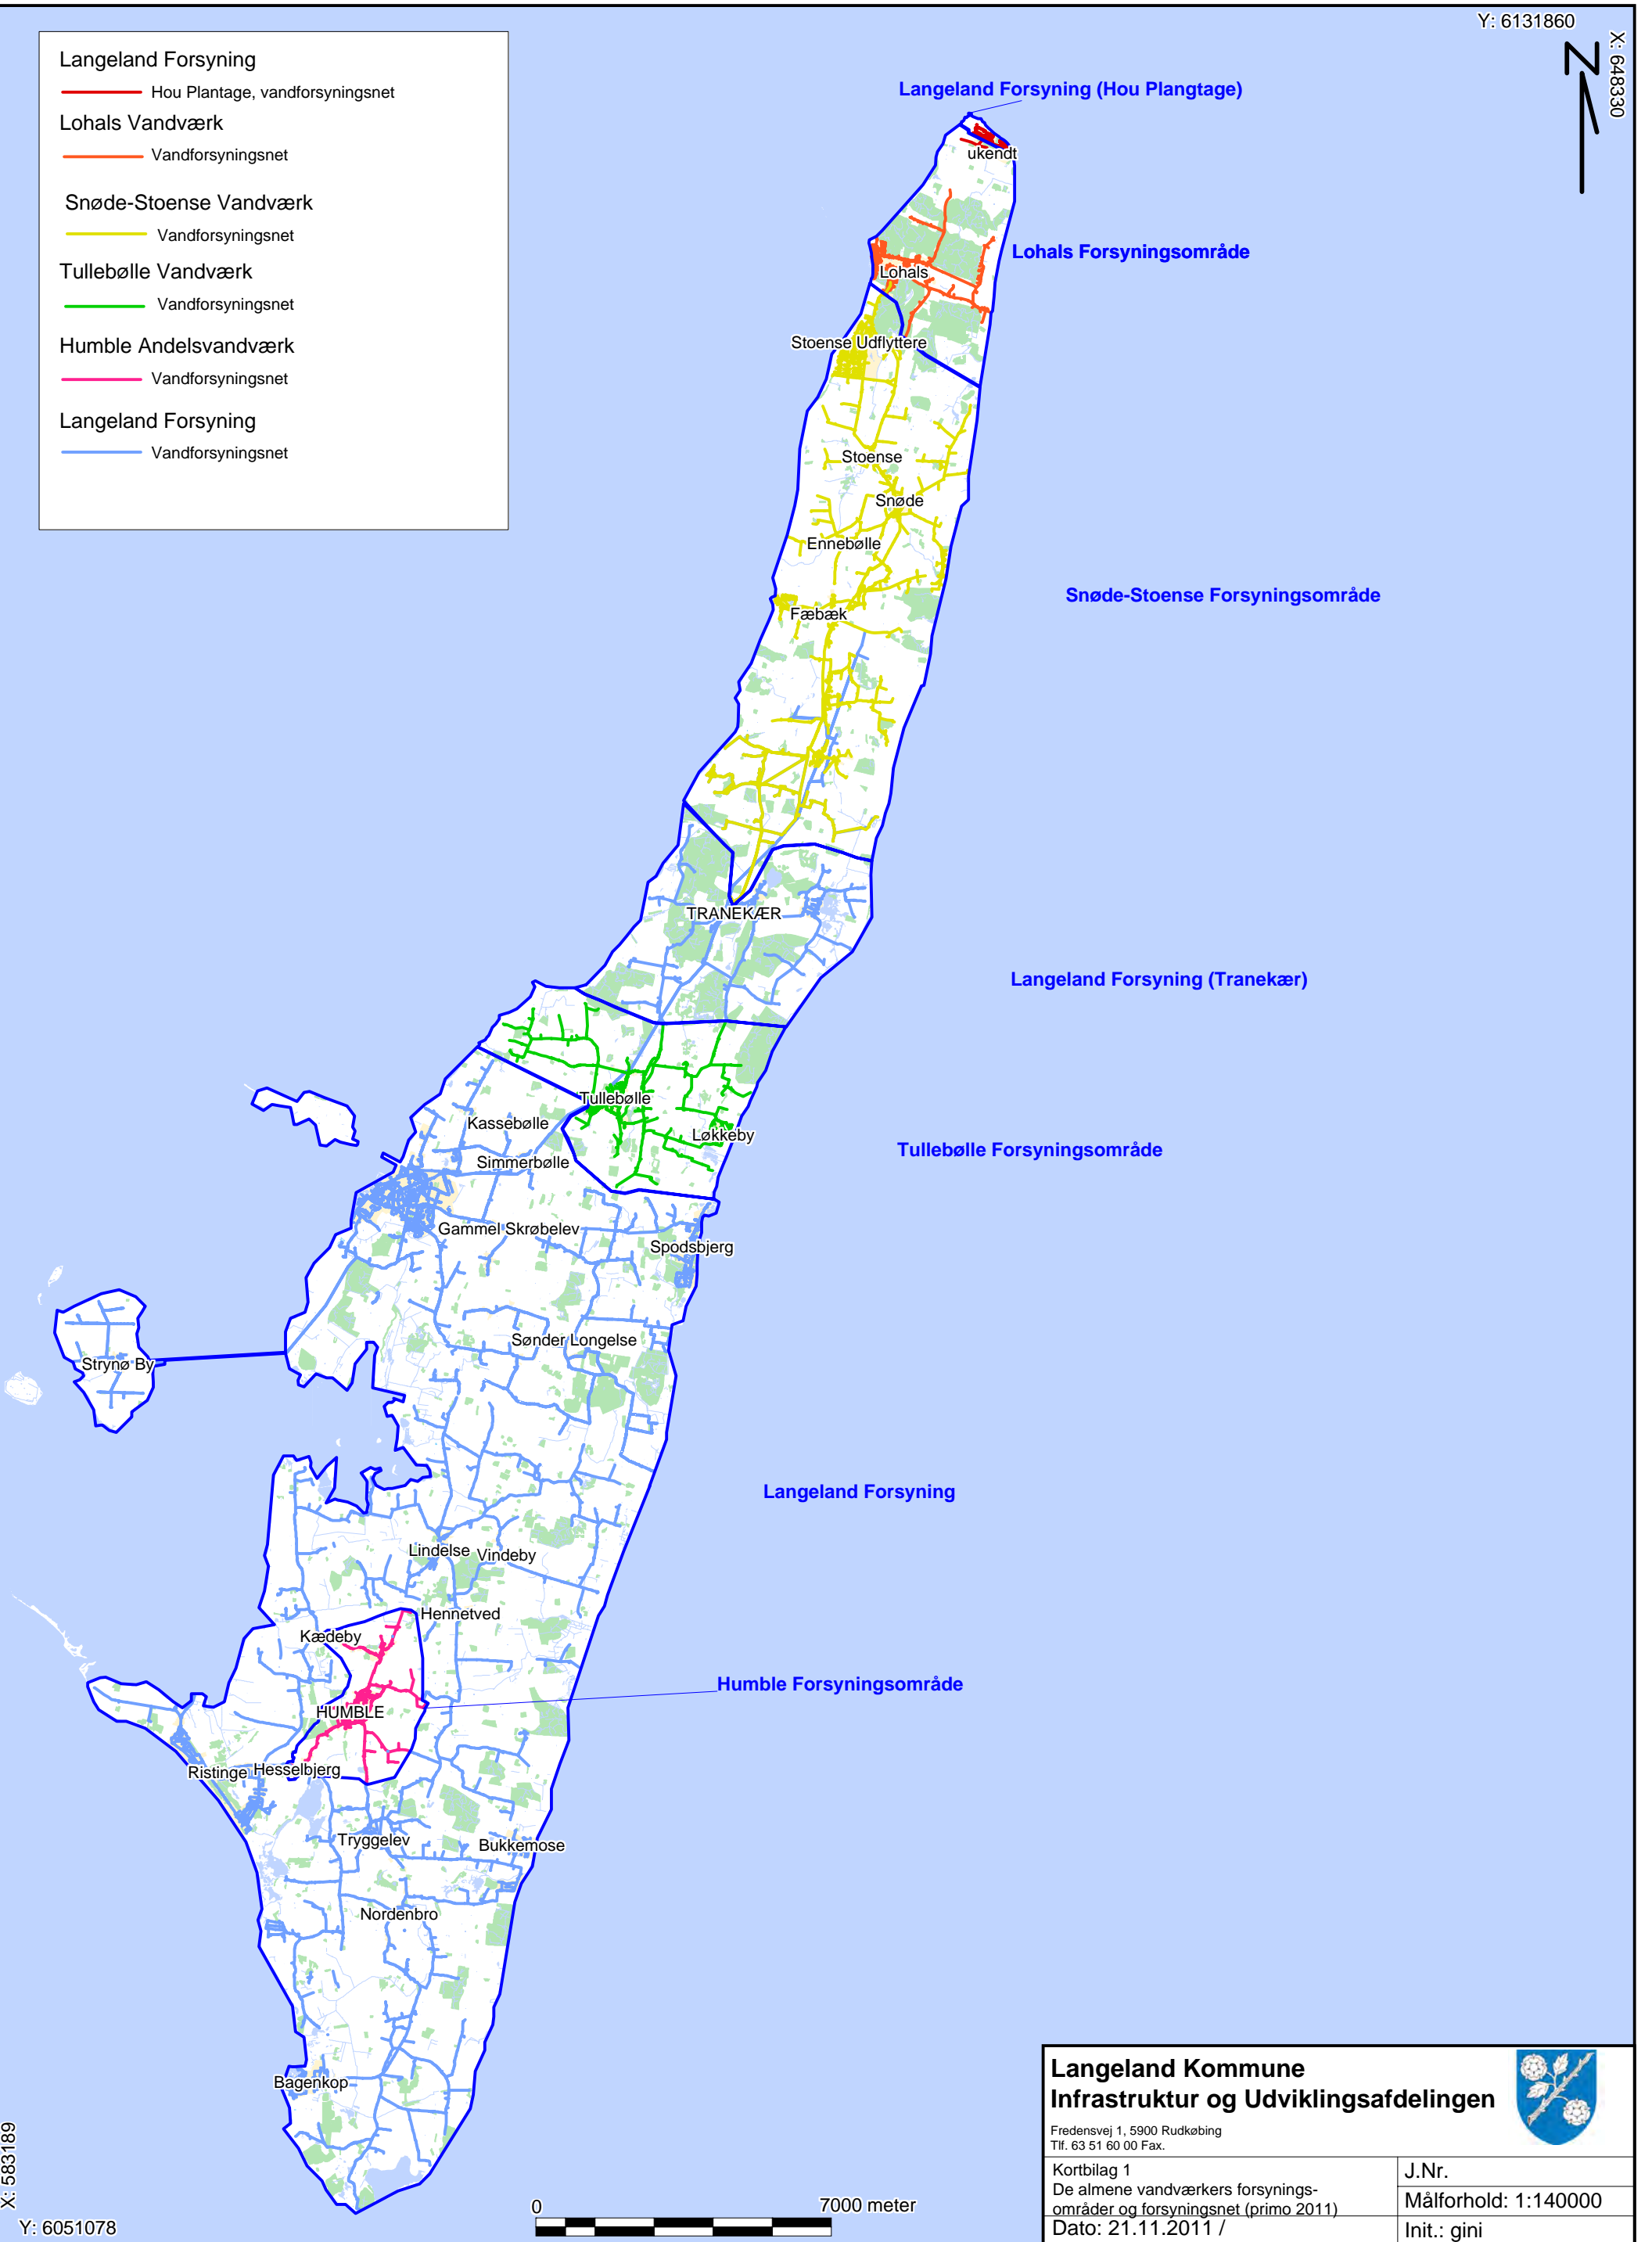 Y: 6131860
X: 648330
N
Langeland Forsyning
Hou Plantage, vandforsyningsnet
Lohals Vandværk
Vandforsyningsnet
Snøde-Stoense Vandværk
Vandforsyningsnet
Tullebølle Vandværk
Vandforsyningsnet
Humble Andelsvandværk
Vandforsyningsnet
Langeland Forsyning
Vandforsyningsnet
Langeland Forsyning (Hou Plangtage)
ukendt
Lohals Forsyningsområde
Lohals
Stoense Udflyttere
Stoense
Snøde
Ennebølle
Snøde-Stoense Forsyningsområde
Fæbæk
TRANEKÆR
Langeland Forsyning (Tranekær)
Tullebølle
Kassebølle
Løkkeby
Tullebølle Forsyningsområde
Simmerbølle
Gammel Skrøbelev
Spodsbjerg
Sønder Longelse
Strynø By
Langeland Forsyning
Lindelse
Vindeby
Hennetved
Kædeby
Humble Forsyningsområde
HUMBLE
Ristinge
Hesselbjerg
Tryggelev
Bukkemose
Nordenbro
Bagenkop
X: 583189
Y: 6051078
0
7000 meter
Langeland Kommune
Infrastruktur og Udviklingsafdelingen
Fredensvej 1, 5900 Rudkøbing
Tlf. 63 51 60 00 Fax.
Kortbilag 1
De almene vandværkers forsynings-
områder og forsyningsnet (primo 2011)
Dato: 21.11.2011 /
J.Nr.
Målforhold: 1:140000
Init.: gini